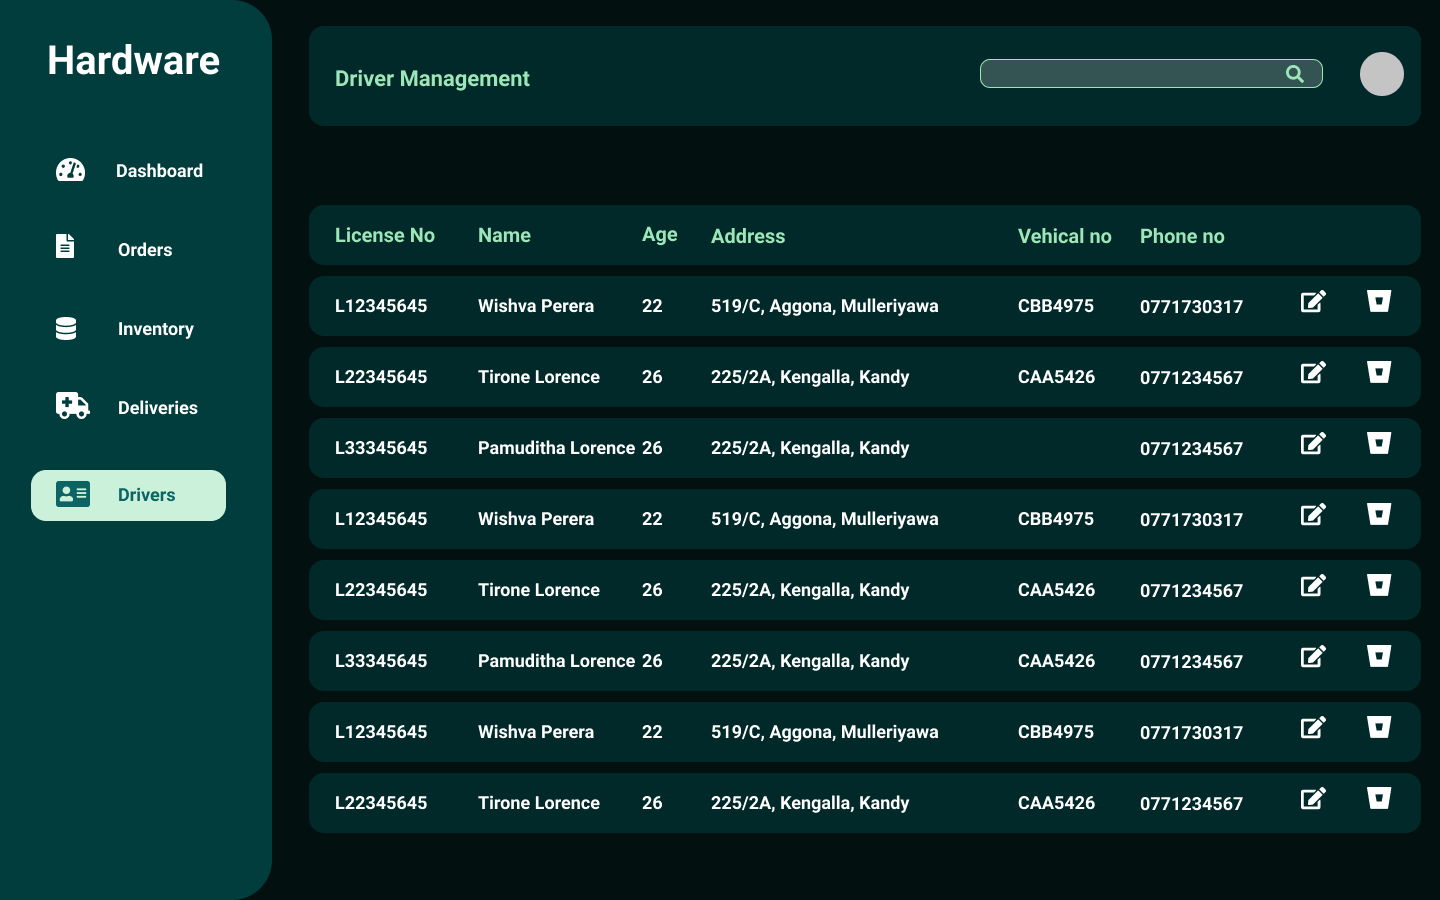 Hardware
Dashboard
Orders
Inventory
Deliveries
Drivers
Driver Management
License No Name Age Address Vehical no Phone no
L12345645 Wishva Perera 22 519/C, Aggona, Mulleriyawa CBB4975 0771730317
L22345645 Tirone Lorence 26 225/2A, Kengalla, Kandy CAA5426 0771234567
L33345645 Pamuditha Lorence 26 225/2A, Kengalla, Kandy 0771234567
L12345645 Wishva Perera 22 519/C, Aggona, Mulleriyawa CBB4975 0771730317
L22345645 Tirone Lorence 26 225/2A, Kengalla, Kandy CAA5426 0771234567
L33345645 Pamuditha Lorence 26 225/2A, Kengalla, Kandy CAA5426 0771234567
L12345645 Wishva Perera 22 519/C, Aggona, Mulleriyawa CBB4975 0771730317
L22345645 Tirone Lorence 26 225/2A, Kengalla, Kandy CAA5426 0771234567